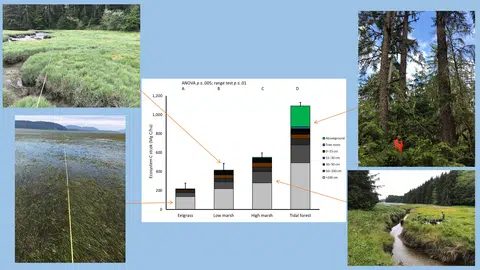 ANOVA p ≤.005; range test p ≤.01
A B C D
Ecosystem C stock (Mg C/ha)
1,200
1,000
800
600
400
200
0
Aboveground
Tree roots
0–15 cm
15–30 cm
30–50 cm
50–100 cm
>100 cm
Eelgrass Low marsh High marsh Tidal forest